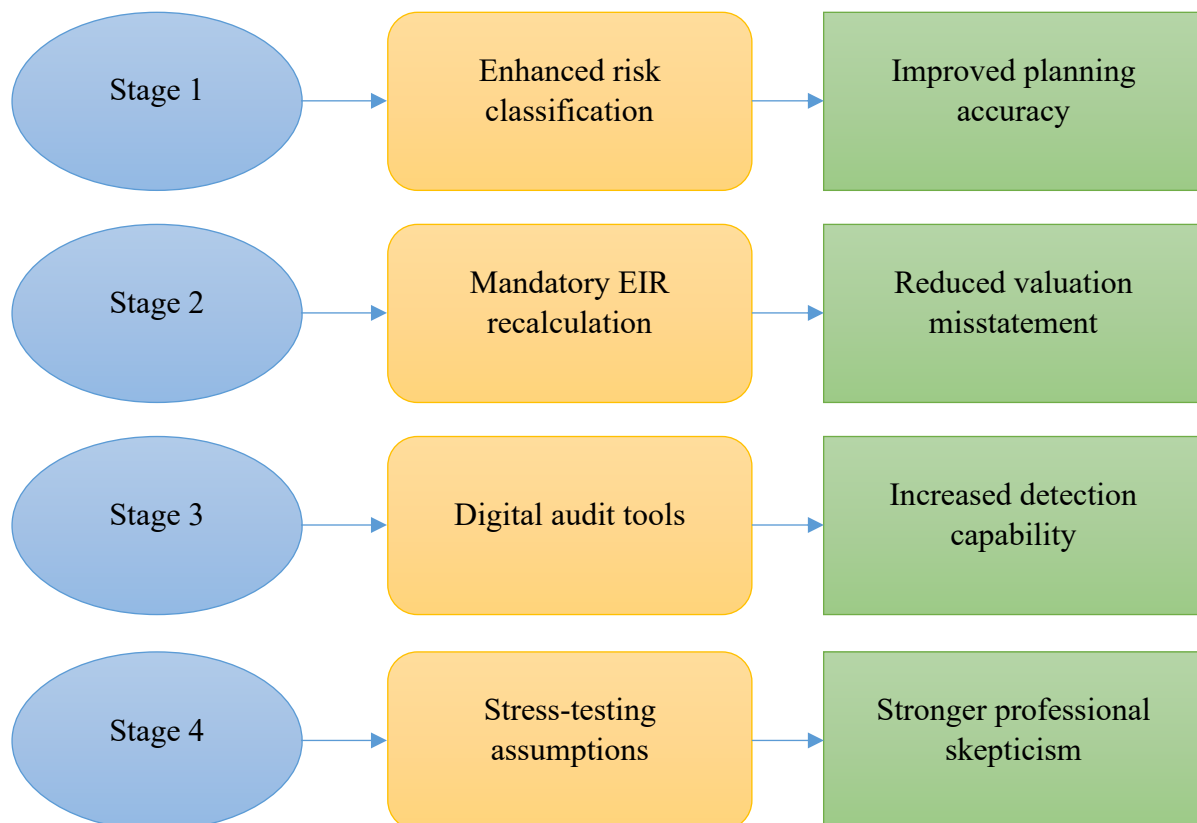 Stage 1
Enhanced risk
classification
Improved planning
accuracy
Stage 2
Mandatory EIR
recalculation
Reduced valuation
misstatement
Stage 3
Digital audit tools
Increased detection
capability
Stage 4
Stress-testing
assumptions
Stronger professional
skepticism